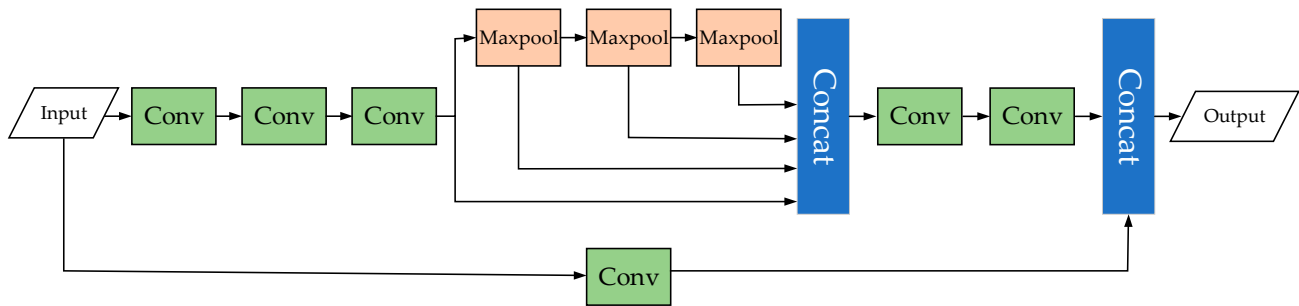 Maxpool
Maxpool
Maxpool
Input
Conv
Conv
Conv
Concat
Conv
Conv
Concat
Output
Conv